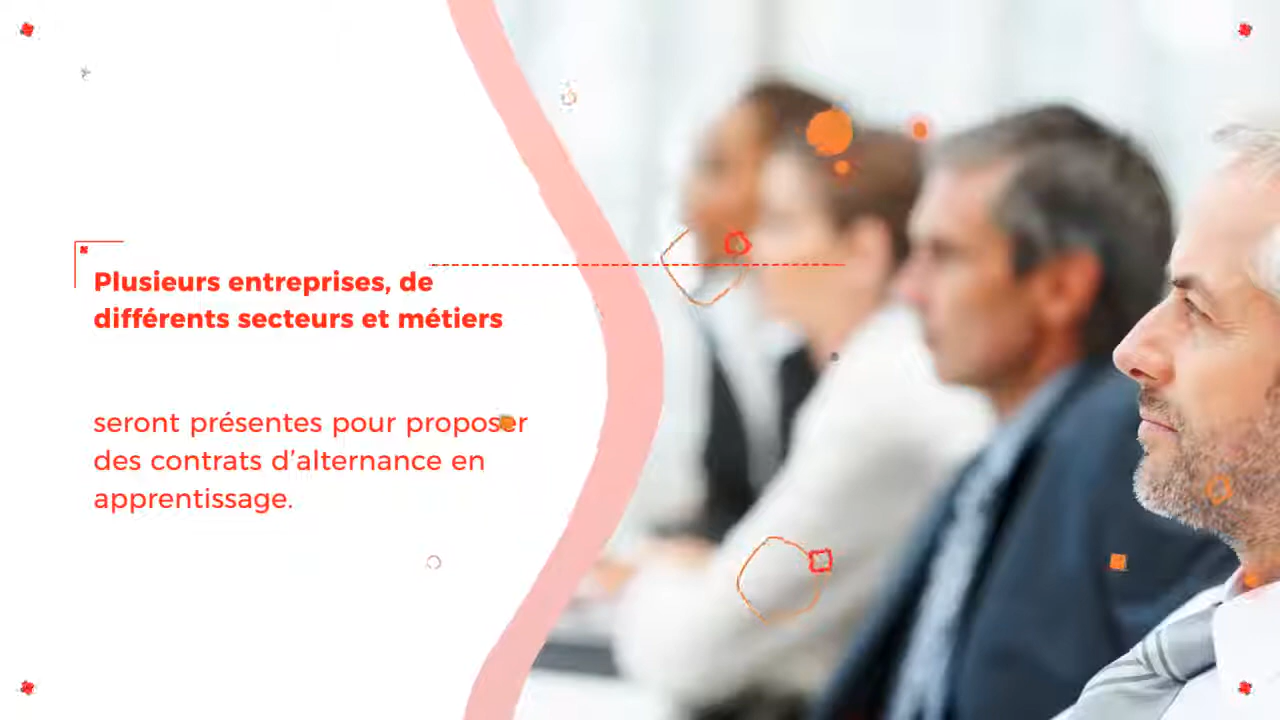 Plusieurs entreprises, de
différents secteurs et métiers
seront présentes pour proposer
des contrats d’alternance en
apprentissage.